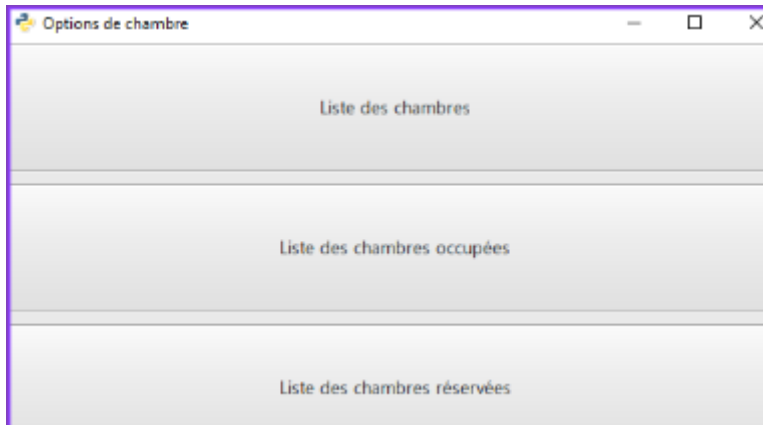 Options de chambre
Liste des chambres
Liste des chambres occupées
Liste des chambres réservées